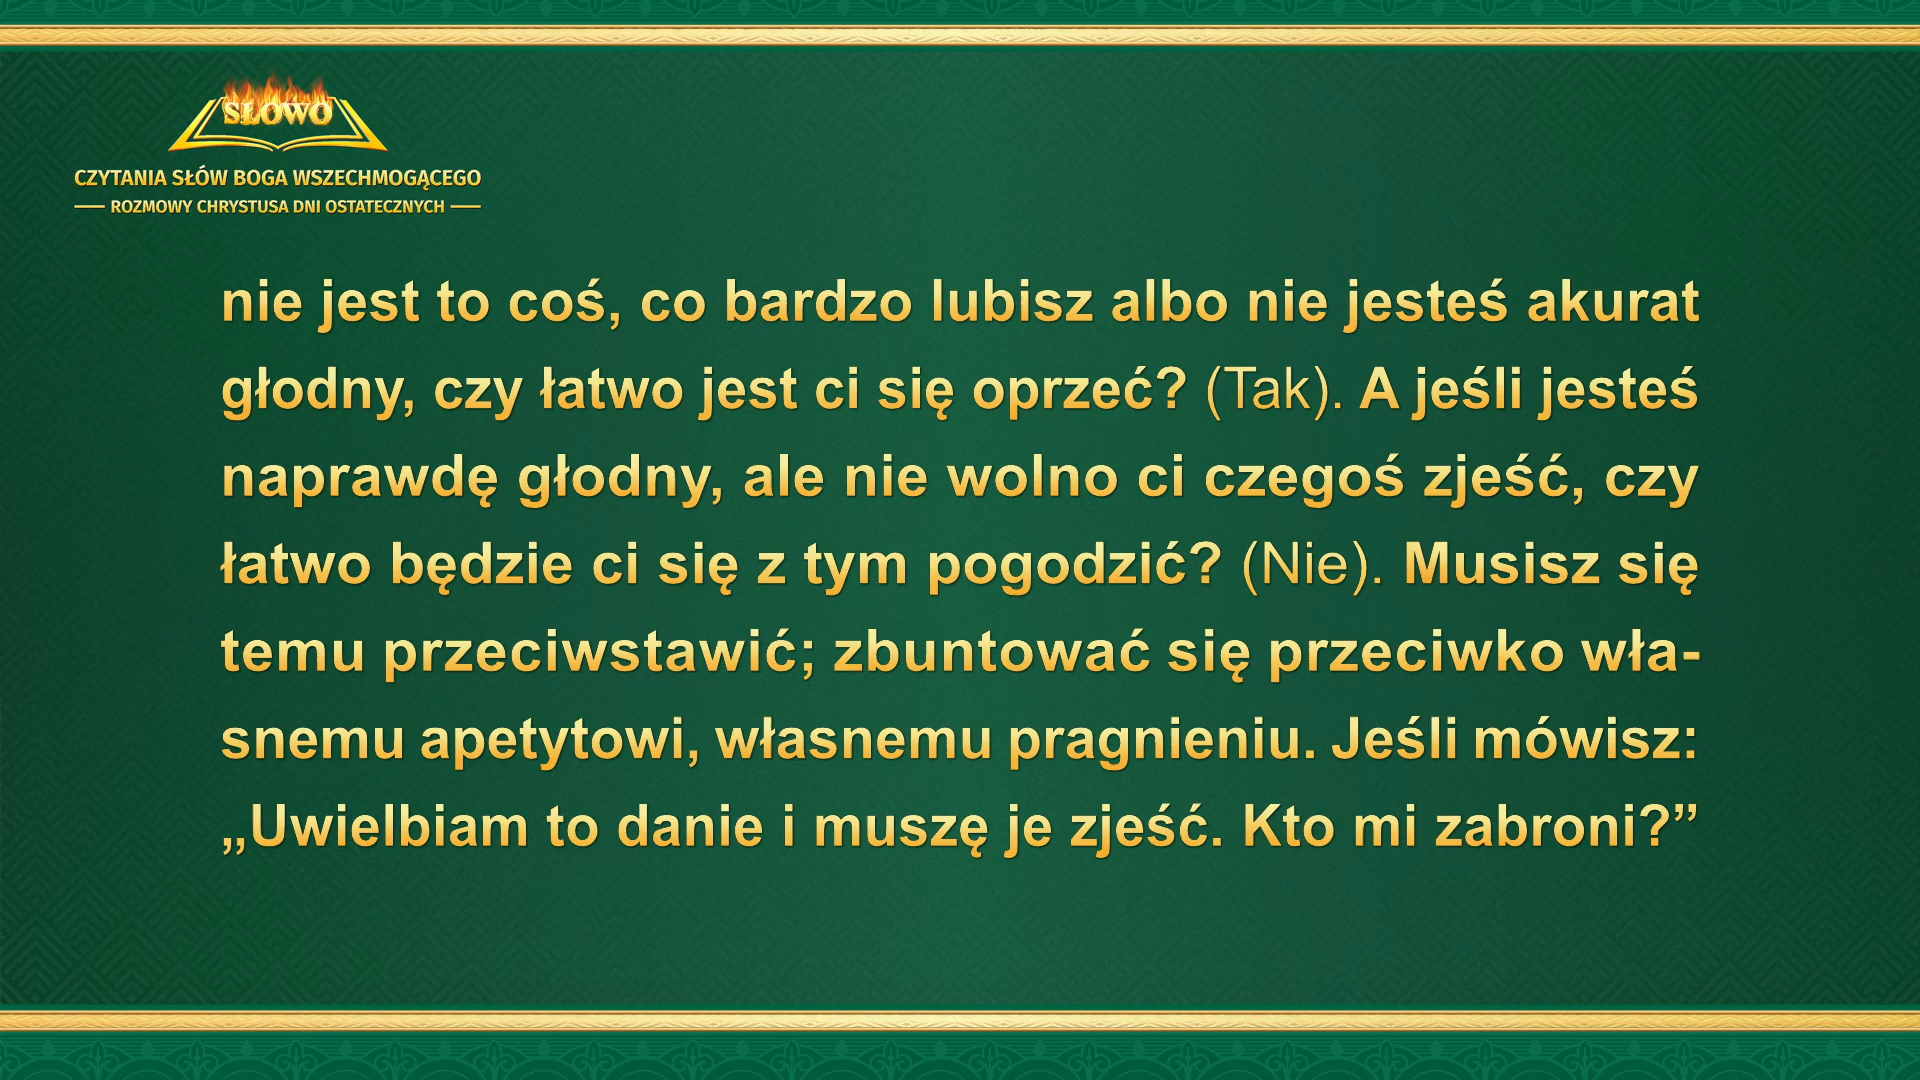 SŁOWO
CZYTANIA SŁÓW BOGA WSZECHMOGĄCEGO
ROZMOWY CHRYSTUSA DNI OSTATECZNYCH
nie jest to coś, co bardzo lubisz albo nie jesteś akurat
głodny, czy łatwo jest ci się oprzeć? (Tak). A jeśli jesteś
naprawdę głodny, ale nie wolno ci czegoś zjeść, czy
łatwo będzie ci się z tym pogodzić? (Nie). Musisz się
temu przeciwstawić; zbuntować się przeciwko wła-
snemu apetytowi, własnemu pragnieniu. Jeśli mówisz:
„Uwielbiam to danie i muszę je zjeść. Kto mi zabroni?”